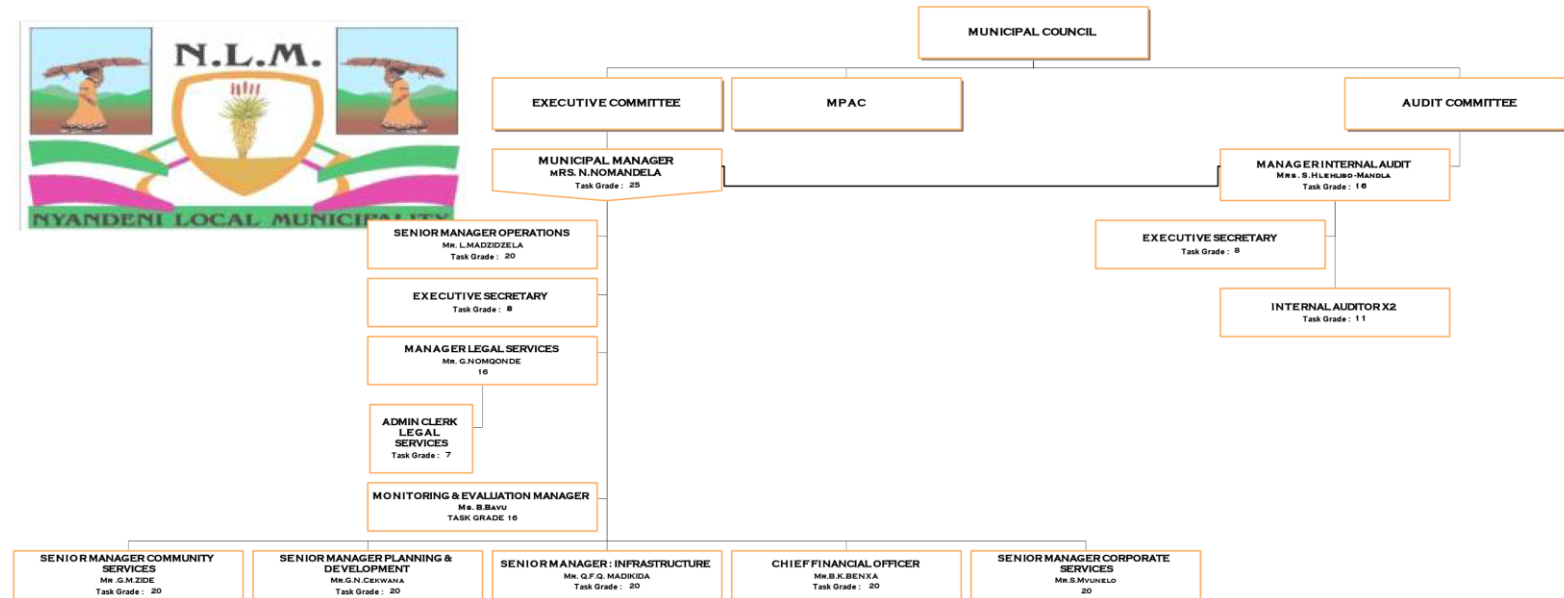 N.L.M.
NYANDENI LOCAL MUNICIPALITY
MUNICIPAL COUNCIL
EXECUTIVE COMMITTEE
MPAC
AUDIT COMMITTEE
MUNICIPAL MANAGER
MRS. N.NOMANDELA
Task Grade : 25
MANAGER INTERNAL AUDIT
MRS. S.HLEHLISO-MANDLA
Task Grade : 16
SENIOR MANAGER OPERATIONS
MR. L.MADZIDZELA
Task Grade : 20
EXECUTIVE SECRETARY
Task Grade : 8
EXECUTIVE SECRETARY
Task Grade : 8
INTERNAL AUDITOR X2
Task Grade : 11
MANAGER LEGAL SERVICES
MR. G.NOMQONDE
16
ADMIN CLERK
LEGAL
SERVICES
Task Grade : 7
MONITORING & EVALUATION MANAGER
MS. B.BAVU
TASK GRADE 16
SENIOR MANAGER COMMUNITY
SERVICES
MR .G.M.ZIDE
Task Grade : 20
SENIOR MANAGER PLANNING &
DEVELOPMENT
MR.G.N.CEKWANA
Task Grade : 20
SENIOR MANAGER : INFRASTRUCTURE
MR. Q.F.Q. MADIKIDA
Task Grade : 20
CHIEF FINANCIAL OFFICER
MR.B.K.BENXA
Task Grade : 20
SENIOR MANAGER CORPORATE
SERVICES
MR.S.MVUNELO
20